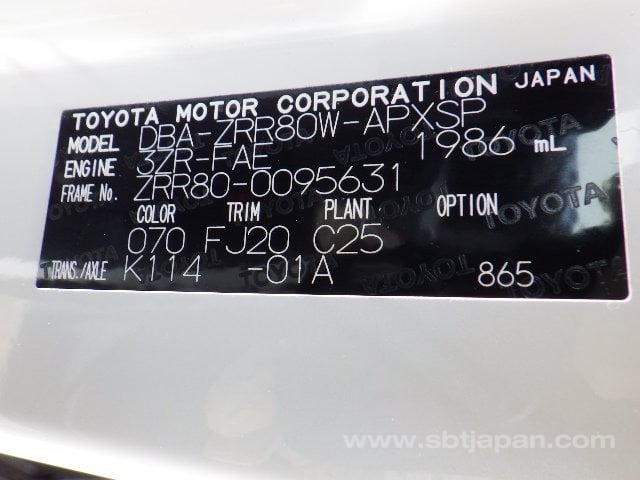 TOYOTA MOTOR CORPORATION JAPAN
MODEL DBA-ZRR80W-APXSP
ENGINE 3ZR-FAE 1986 mL
FRAME No. ZRR80-0095631
COLOR TRIM PLANT OPTION
070 FJ20 C25
TRANS./AXLE K114 -01A 865
www.sbtjapan.com